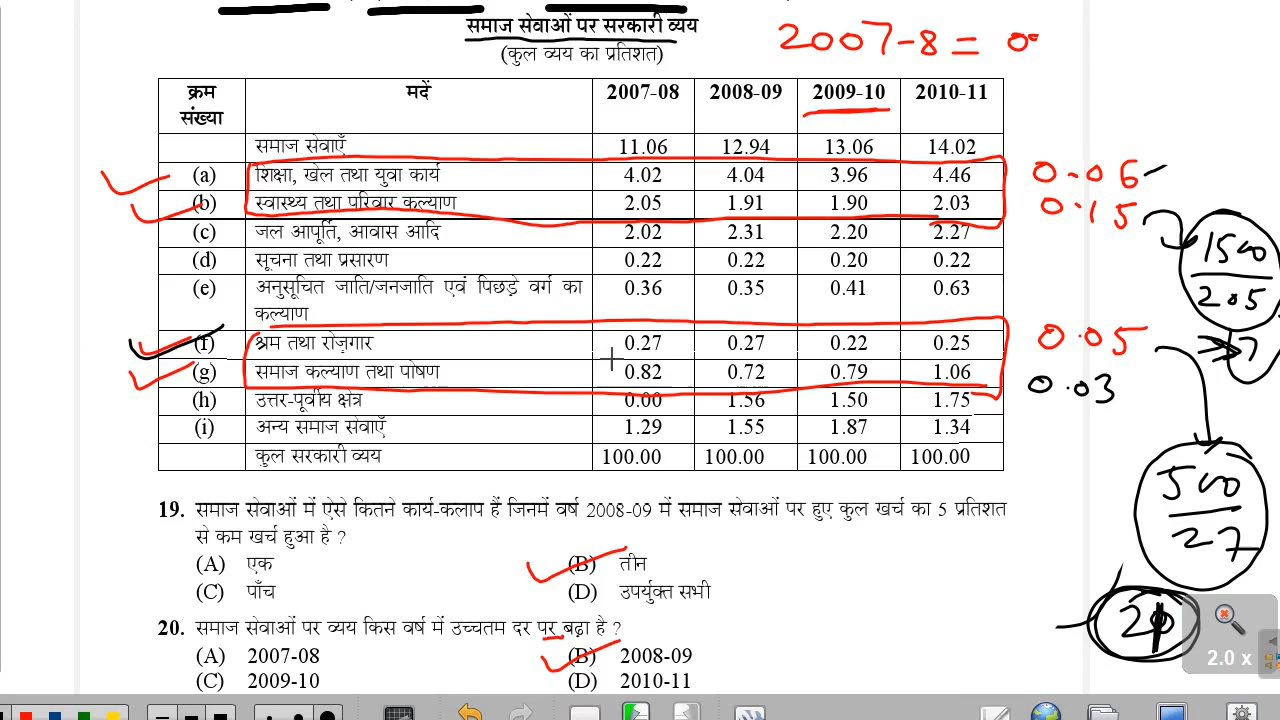 समाज सेवाओं पर सरकारी व्यय
2007-8 = 0
(कुल व्यय का प्रतिशत)
क्रम संख्या मदें 2007-08 2008-09 2009-10 2010-11
समाज सेवाएँ 11.06 12.94 13.06 14.02
(a) शिक्षा, खेल तथा युवा कार्य 4.02 4.04 3.96 4.46 0.06
(b) स्वास्थ्य तथा परिवार कल्याण 2.05 1.91 1.90 2.03 0.15
(c) जल आपूर्ति, आवास आदि 2.02 2.31 2.20 2.27
1500
(d) सूचना तथा प्रसारण 0.22 0.22 0.20 0.22
(e) अनुसूचित जाति/जनजाति एवं पिछड़े वर्ग का 0.36 0.35 0.41 0.63
205
कल्याण
(f) श्रम तथा रोज़गार 0.27 0.27 0.22 0.25 0.05
7
(g) समाज कल्याण तथा पोषण 0.82 0.72 0.79 1.06 0.03
(h) उत्तर-पूर्वीय क्षेत्र 0.00 1.56 1.50 1.75
(i) अन्य समाज सेवाएँ 1.29 1.55 1.87 1.34
कुल सरकारी व्यय 100.00 100.00 100.00 100.00
500
27
19. समाज सेवाओं में ऐसे कितने कार्य-कलाप हैं जिनमें वर्ष 2008-09 में समाज सेवाओं पर हुए कुल खर्च का 5 प्रतिशत
से कम खर्च हुआ है ?
(A) एक (B) तीन
(C) पाँच (D) उपर्युक्त सभी
20. समाज सेवाओं पर व्यय किस वर्ष में उच्चतम दर पर बढ़ा है ?
(A) 2007-08 (B) 2008-09
2.0 x
(C) 2009-10 (D) 2010-11